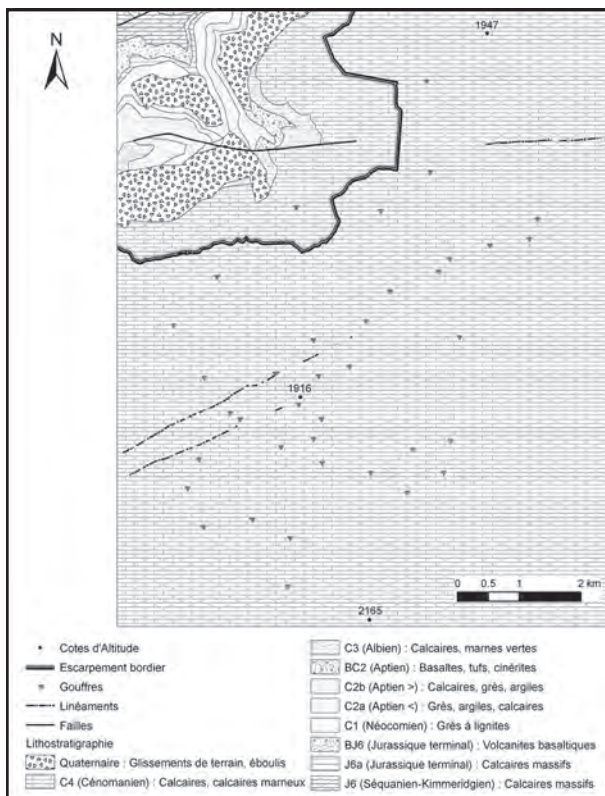 N
1947
1916
2165
0 0.5 1 2 km
Cotes d'Altitude
Escarpement bordier
Gouffres
Linéaments
Failles
Lithostratigraphie
Quaternaire : Glissements de terrain, éboulis
C4 (Cénomanien) : Calcaires, calcaires marneux
C3 (Albien) : Calcaires, marnes vertes
BC2 (Aptien) : Basaltes, tufs, cinérites
C2b (Aptien >) : Calcaires, grès, argiles
C2a (Aptien <) : Grès, argiles, calcaires
C1 (Néocomien) : Grès à lignites
BJ6 (Jurassique terminal) : Volcanites basaltiques
J6a (Jurassique terminal) : Calcaires massifs
J6 (Séquanien-Kimmeridgien) : Calcaires massifs